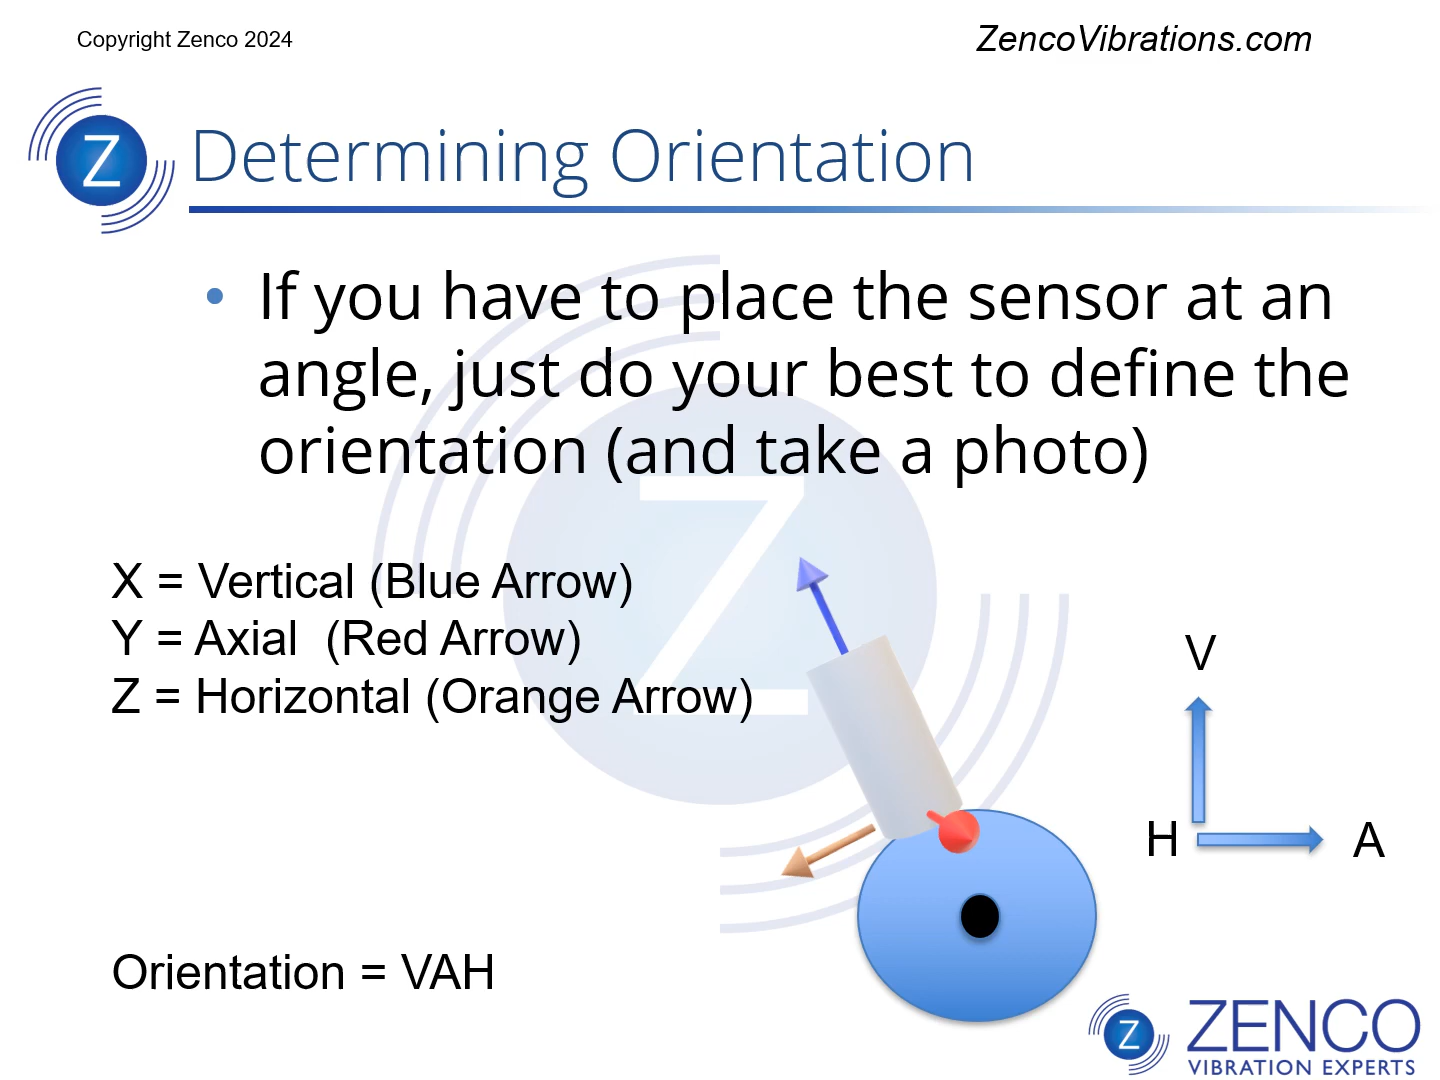 Copyright Zenco 2024
ZencoVibrations.com
Z
Determining Orientation
• If you have to place the sensor at an
angle, just do your best to define the
orientation (and take a photo)
Z
X = Vertical (Blue Arrow)
Y = Axial  (Red Arrow)
Z = Horizontal (Orange Arrow)
V
H
A
Orientation = VAH
Z
ZENCO
VIBRATION EXPERTS